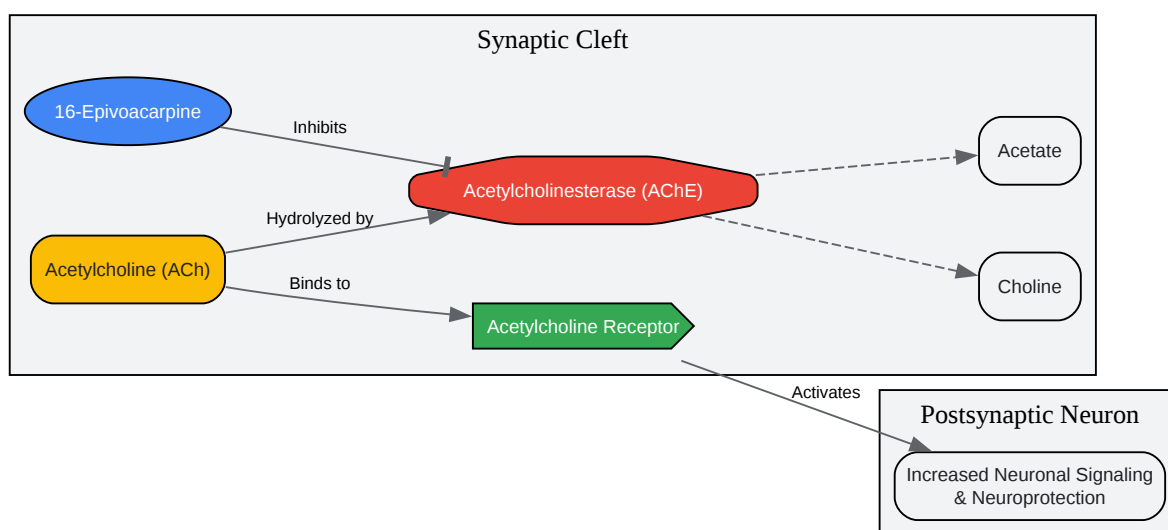 Synaptic Cleft
16-Epivoacarpine
Inhibits
Acetylcholinesterase (AChE)
Acetate
Hydrolyzed by
Acetylcholine (ACh)
Binds to
Choline
Acetylcholine Receptor
Activates
Postsynaptic Neuron
Increased Neuronal Signaling
& Neuroprotection